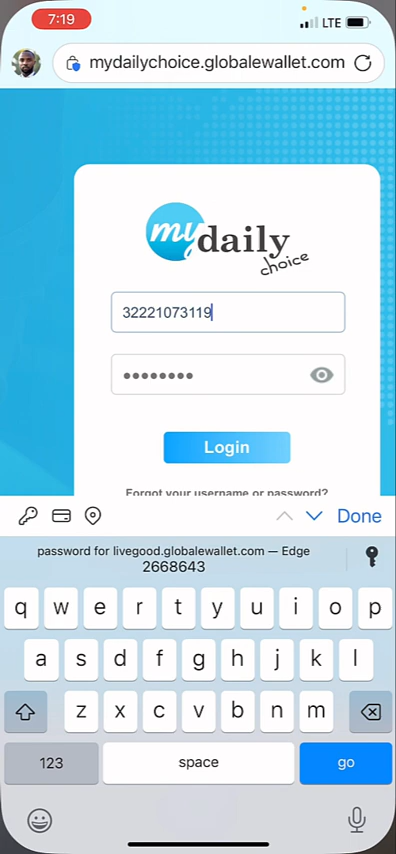 7:19
LTE
mydailychoice.globalewallet.com
my daily
choice
32221073119
Login
Forgot your username or password?
Done
password for livegood.globalewallet.com — Edge
2668643
q w e r t y u i o p
a s d f g h j k l
z x c v b n m
123 space go